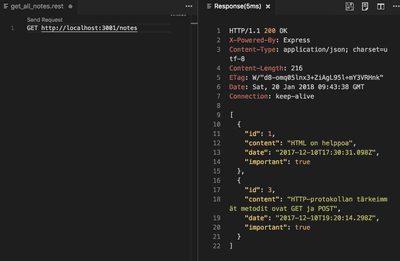 get_all_notes.rest
Send Request
1 GET http://localhost:3001/notes
Response(5ms)
1 HTTP/1.1 200 OK
2 X-Powered-By: Express
3 Content-Type: application/json; charset=u
tf-8
4 Content-Length: 216
5 ETag: W/"d8-omq05lnx3+ZiAgL95l+mY3VRHnk"
6 Date: Sat, 20 Jan 2018 09:43:38 GMT
7 Connection: keep-alive
8
9 [
10 {
11 "id": 1,
12 "content": "HTML on helppoa",
13 "date": "2017-12-10T17:30:31.098Z",
14 "important": true
15 },
16 {
17 "id": 3,
18 "content": "HTTP-protokollan tärkeimm
ät metodit ovat GET ja POST",
19 "date": "2017-12-10T19:20:14.298Z",
20 "important": true
21 }
22 ]